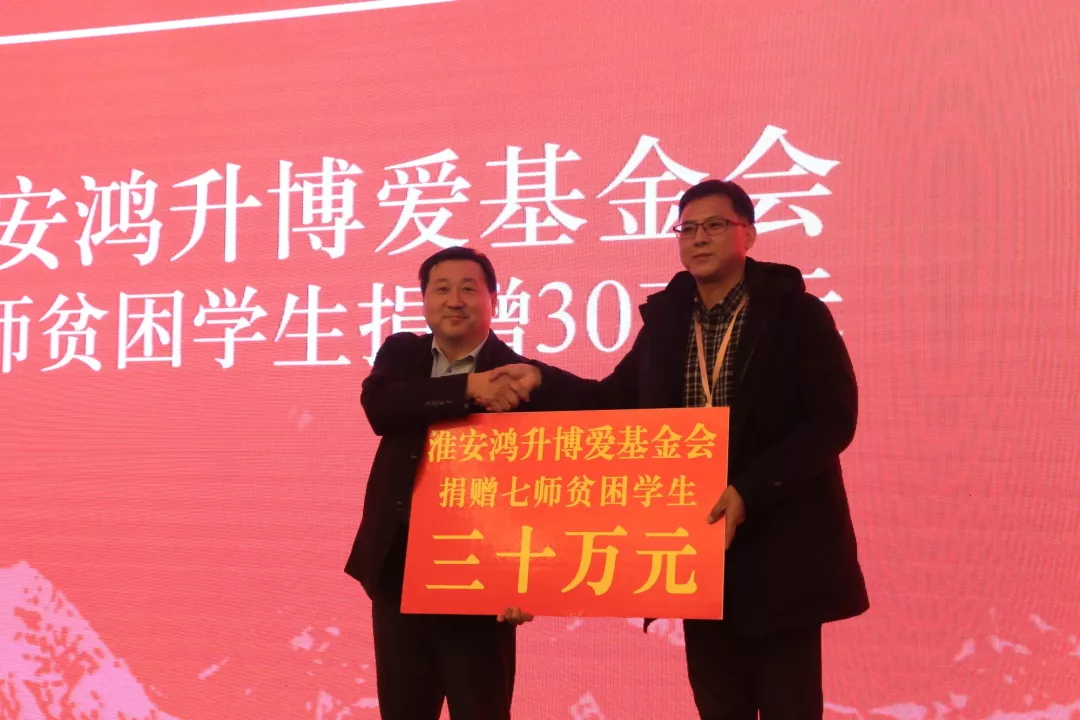 安鸿升博爱基金会
师贫困学生捐赠30万元
淮安鸿升博爱基金会
捐赠七师贫困学生
三十万元